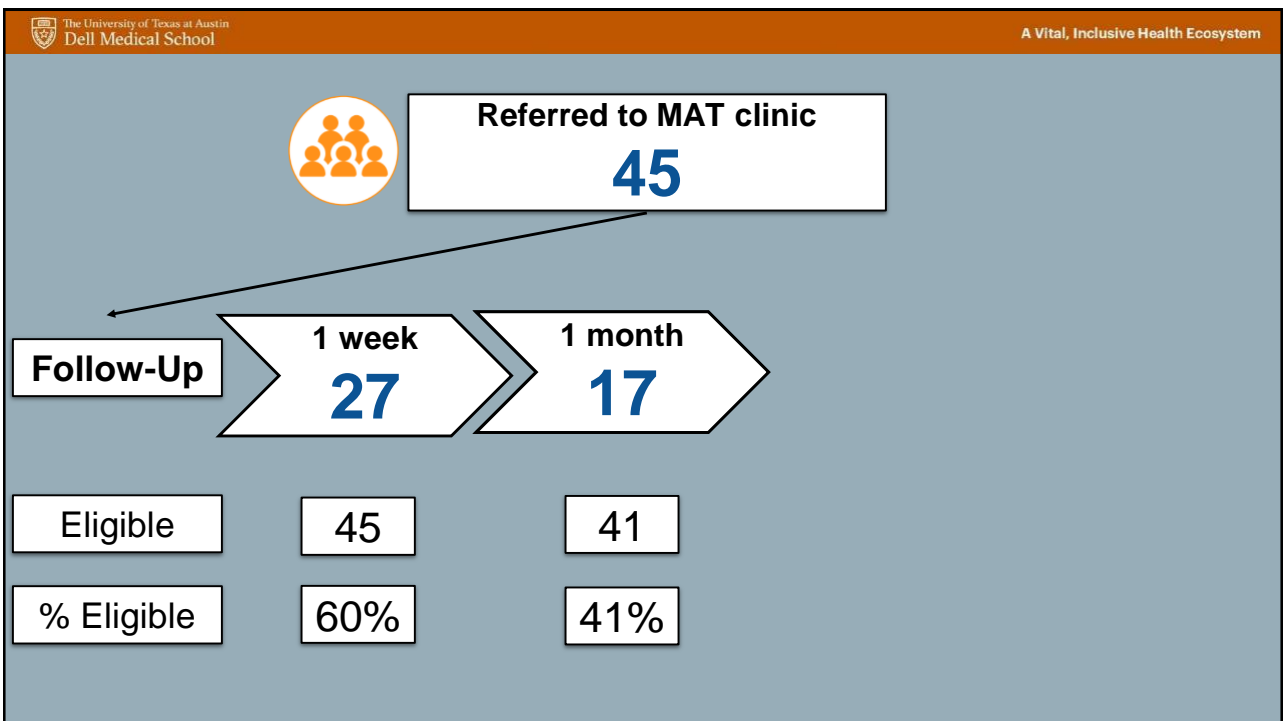 The University of Texas at Austin
Dell Medical School
A Vital, Inclusive Health Ecosystem
Referred to MAT clinic
45
Follow-Up
1 week
27
1 month
17
Eligible
45
41
% Eligible
60%
41%